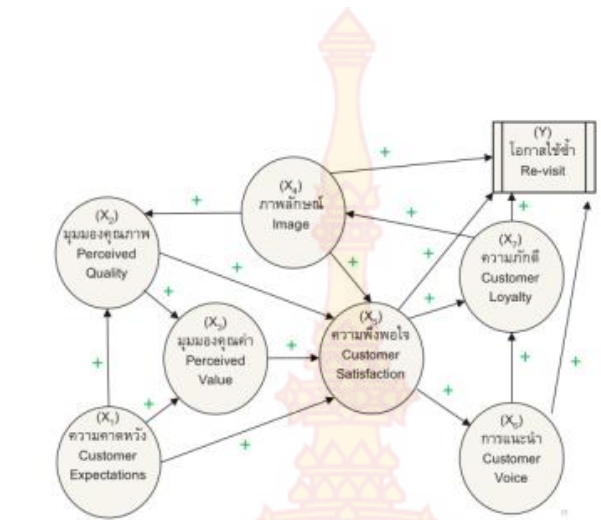 (Y)
โอกาสใช้ซ้ำ
Re-visit
(X₄)
ภาพลักษณ์
Image
(X₂)
มุมมองคุณภาพ
Perceived
Quality
(X₇)
ความภักดี
Customer
Loyalty
(X₃)
มุมมองคุณค่า
Perceived
Value
(X₅)
ความพึงพอใจ
Customer
Satisfaction
(X₁)
ความคาดหวัง
Customer
Expectations
(X₆)
การแนะนำ
Customer
Voice